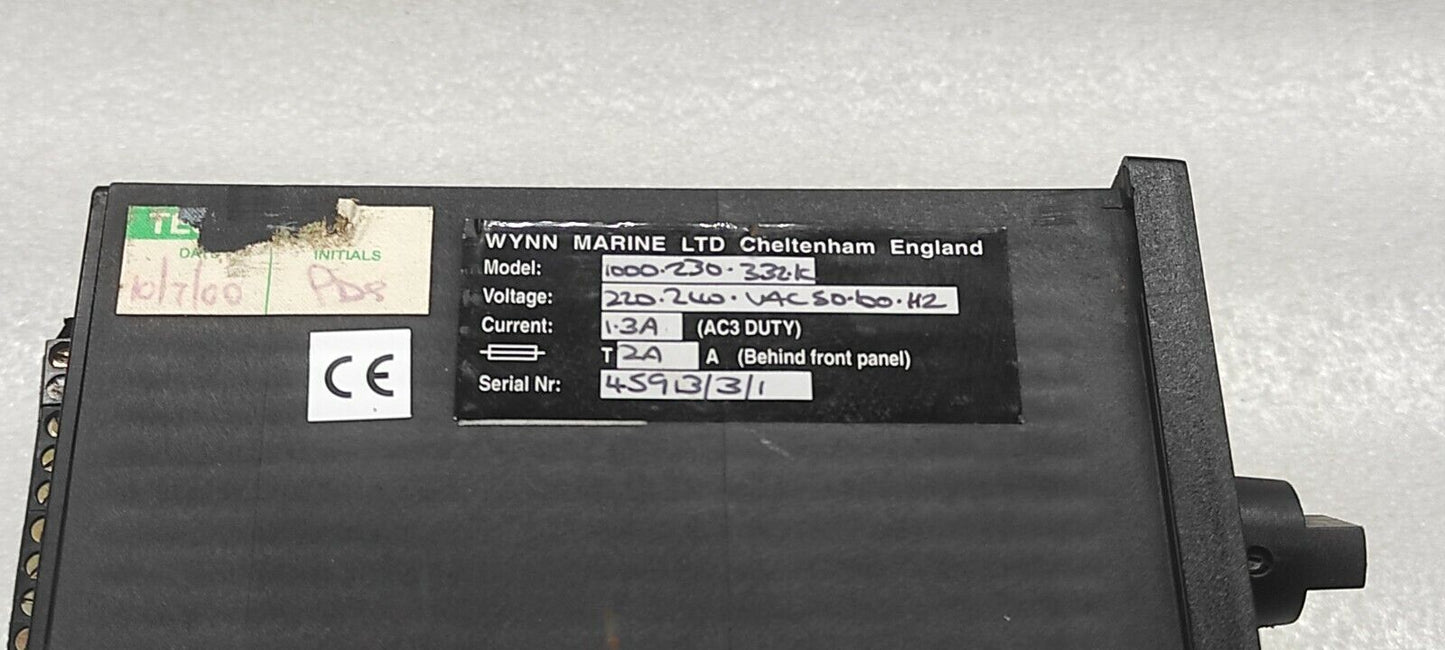 WYNN MARINE LTD Cheltenham England
Model: 1000.230.332.K
Voltage: 220.240.VAC 50.60.HZ
Current: 1.3A (AC3 DUTY)
T 2A A (Behind front panel)
Serial Nr: 45913/3/1
TE
DATE INITIALS
10/7/00
CE